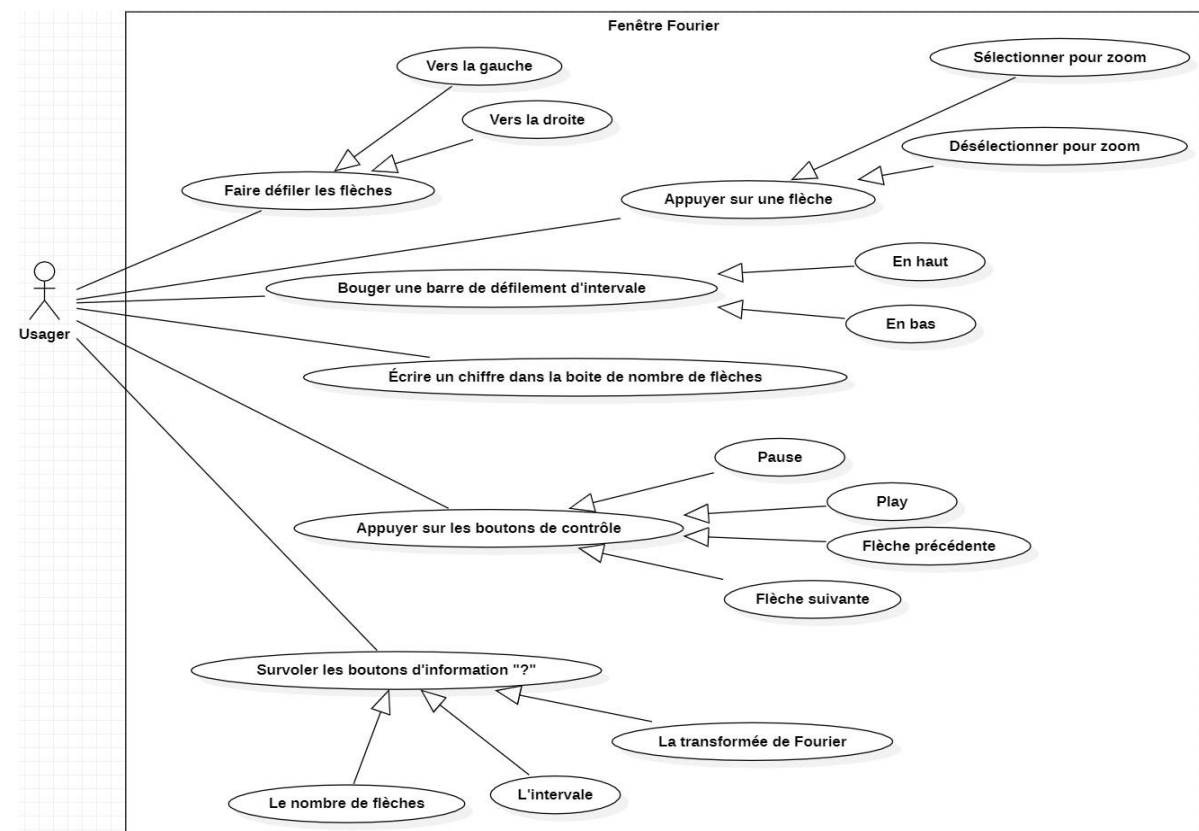 Fenêtre Fourier
Vers la gauche
Sélectionner pour zoom
Vers la droite
Désélectionner pour zoom
Faire défiler les flèches
Appuyer sur une flèche
En haut
Bouger une barre de défilement d'intervale
En bas
Usager
Écrire un chiffre dans la boite de nombre de flèches
Pause
Play
Appuyer sur les boutons de contrôle
Flèche précédente
Flèche suivante
Survoler les boutons d'information "?"
La transformée de Fourier
L'intervale
Le nombre de flèches